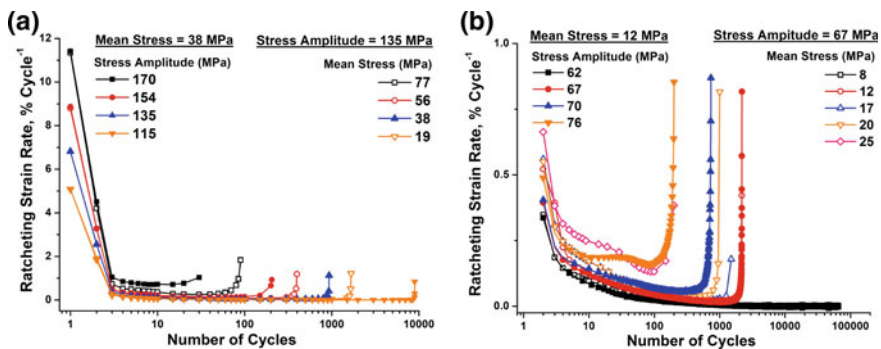 (a)
Mean Stress = 38 MPa
Stress Amplitude = 135 MPa
Stress Amplitude (MPa)
170
154
135
115
Mean Stress (MPa)
77
56
38
19
Ratcheting Strain Rate, % Cycle-1
12
10
8
6
4
2
0
1
10
100
1000
10000
Number of Cycles
(b)
Mean Stress = 12 MPa
Stress Ampitude = 67 MPa
Stress Amplitude (MPa)
62
67
70
76
Mean Stress (MPa)
8
12
17
20
25
Ratcheting Strain Rate, % Cycle-1
1.0
0.5
0.0
1
10
100
1000
10000
100000
Number of Cycles